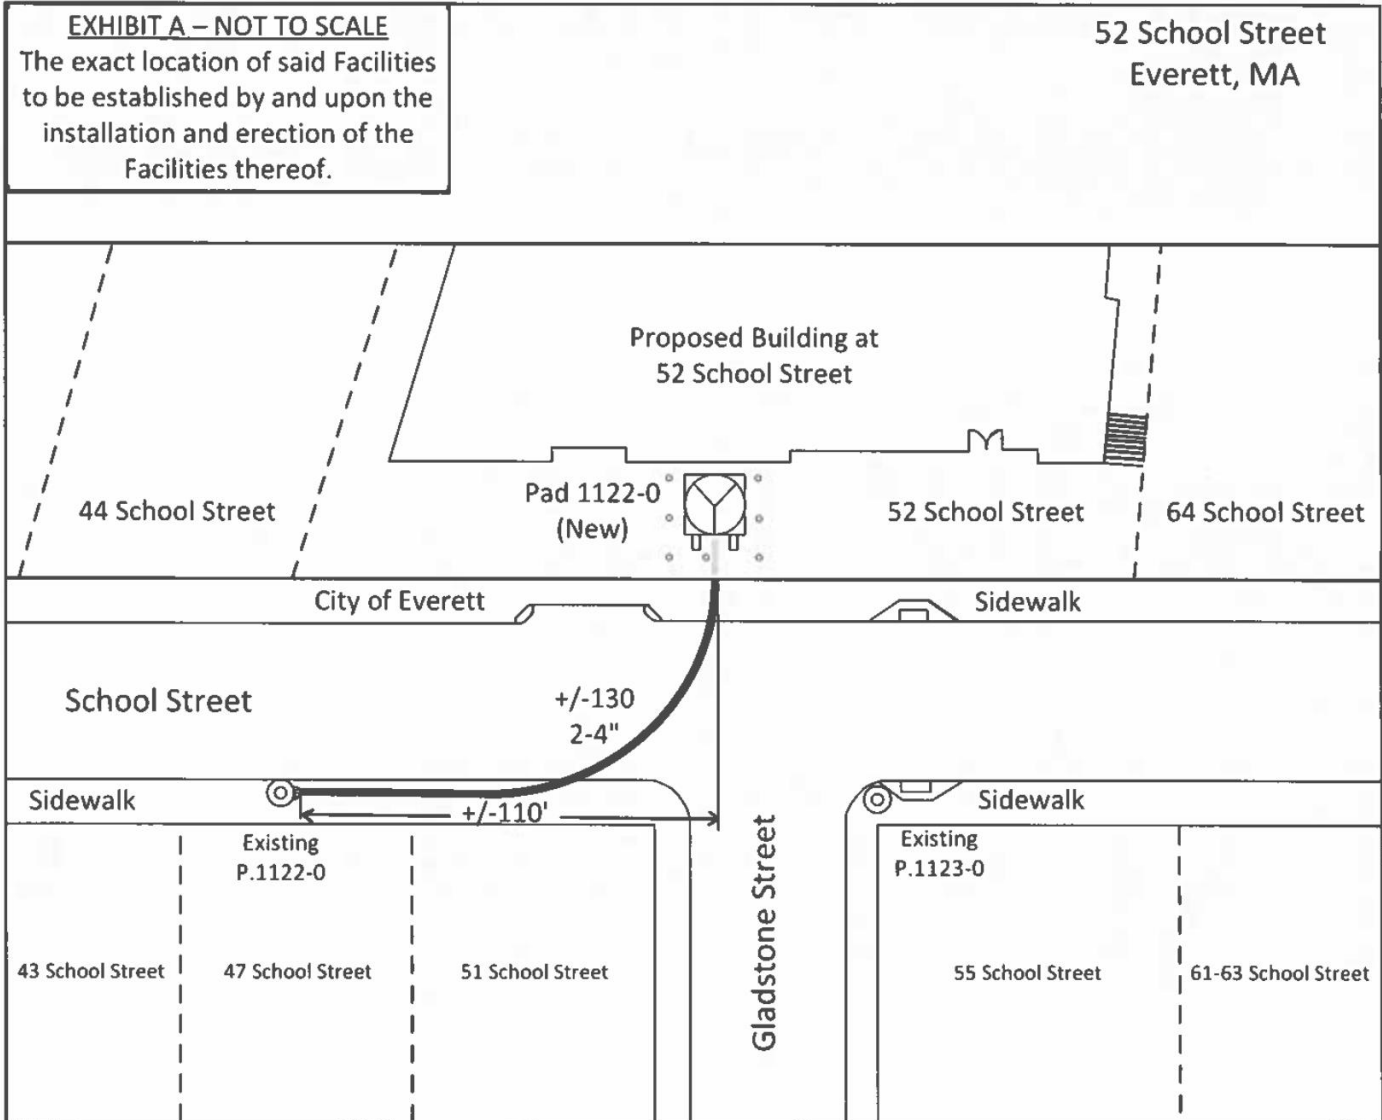 EXHIBIT A – NOT TO SCALE
The exact location of said Facilities
to be established by and upon the
installation and erection of the
Facilities thereof.
52 School Street
Everett, MA
Proposed Building at
52 School Street
Pad 1122-0
(New)
44 School Street
52 School Street
64 School Street
City of Everett
Sidewalk
School Street
+/-130
2-4"
Sidewalk
+/-110'
Sidewalk
Existing
P.1122-0
Existing
P.1123-0
Gladstone Street
43 School Street
47 School Street
51 School Street
55 School Street
61-63 School Street